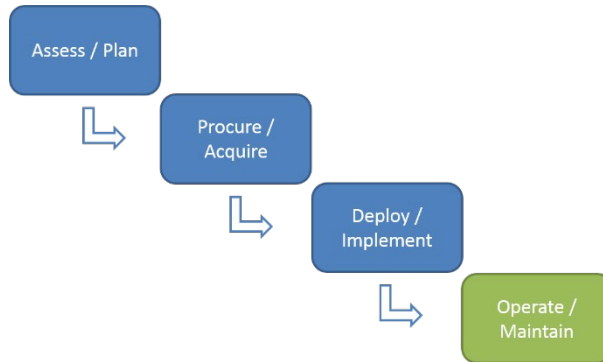 Assess / Plan
Procure /
Acquire
Deploy /
Implement
Operate /
Maintain